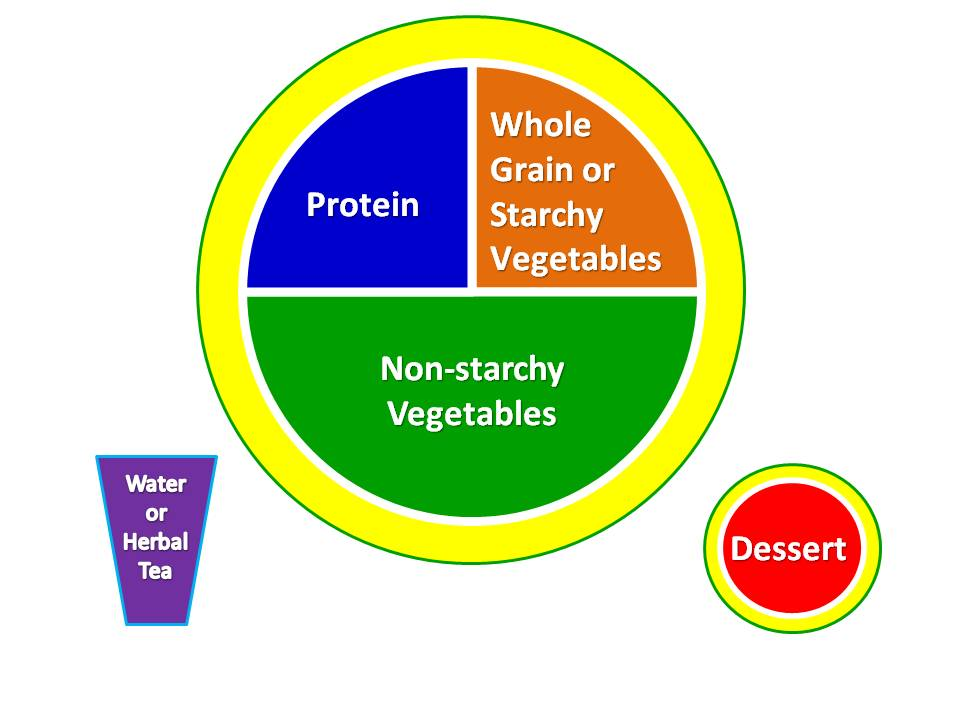 Protein
Whole
Grain or
Starchy
Vegetables
Non-starchy
Vegetables
Water
or
Herbal
Tea
Dessert